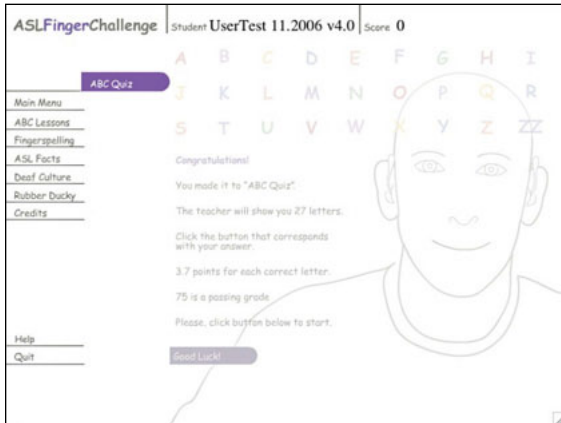 ASLFingerChallenge Student UserTest 11.2006 v4.0 Score 0
A B C D E F G H I
ABC Quiz
J K L M N O P Q R
Main Menu
ABC Lessons
S T U V W X Y Z ZZ
Fingerspelling
ASL Facts
Deaf Culture
Rubber Ducky
Credits
Congratulations!
You made it to "ABC Quiz".
The teacher will show you 27 letters.
Click the button that corresponds
with your answer.
3.7 points for each correct letter.
75 is a passing grade
Please, click button below to start.
Help
Quit
Good Luck!